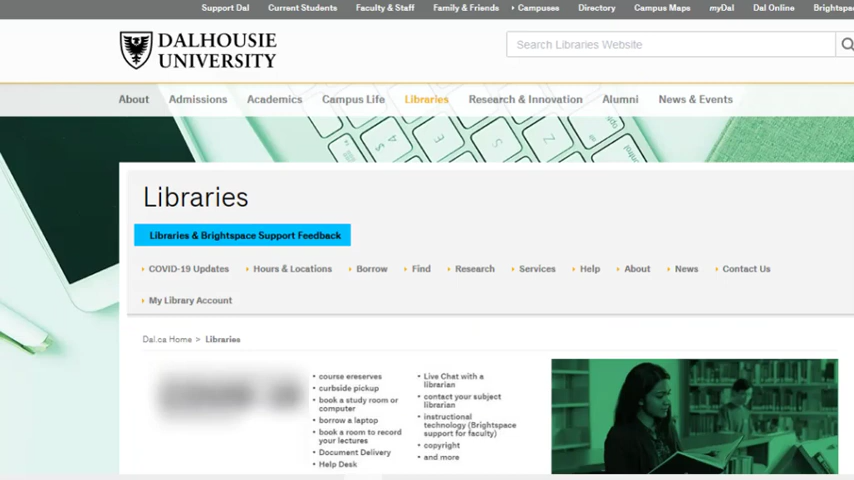 Support Dal Current Students Faculty & Staff Family & Friends Campuses Directory Campus Maps myDal Dal Online Brightspa
DALHOUSIE
UNIVERSITY
Search Libraries Website
About Admissions Academics Campus Life Libraries Research & Innovation Alumni News & Events
Libraries
Libraries & Brightspace Support Feedback
COVID-19 Updates Hours & Locations Borrow Find Research Services Help About News Contact Us
My Library Account
Dal.ca Home > Libraries
• course ereserves
• curbside pickup
• book a study room or
computer
• borrow a laptop
• book a room to record
your lectures
• Document Delivery
• Help Desk
• Live Chat with a
librarian
• contact your subject
librarian
• instructional
technology (Brightspace
support for faculty)
• copyright
• and more